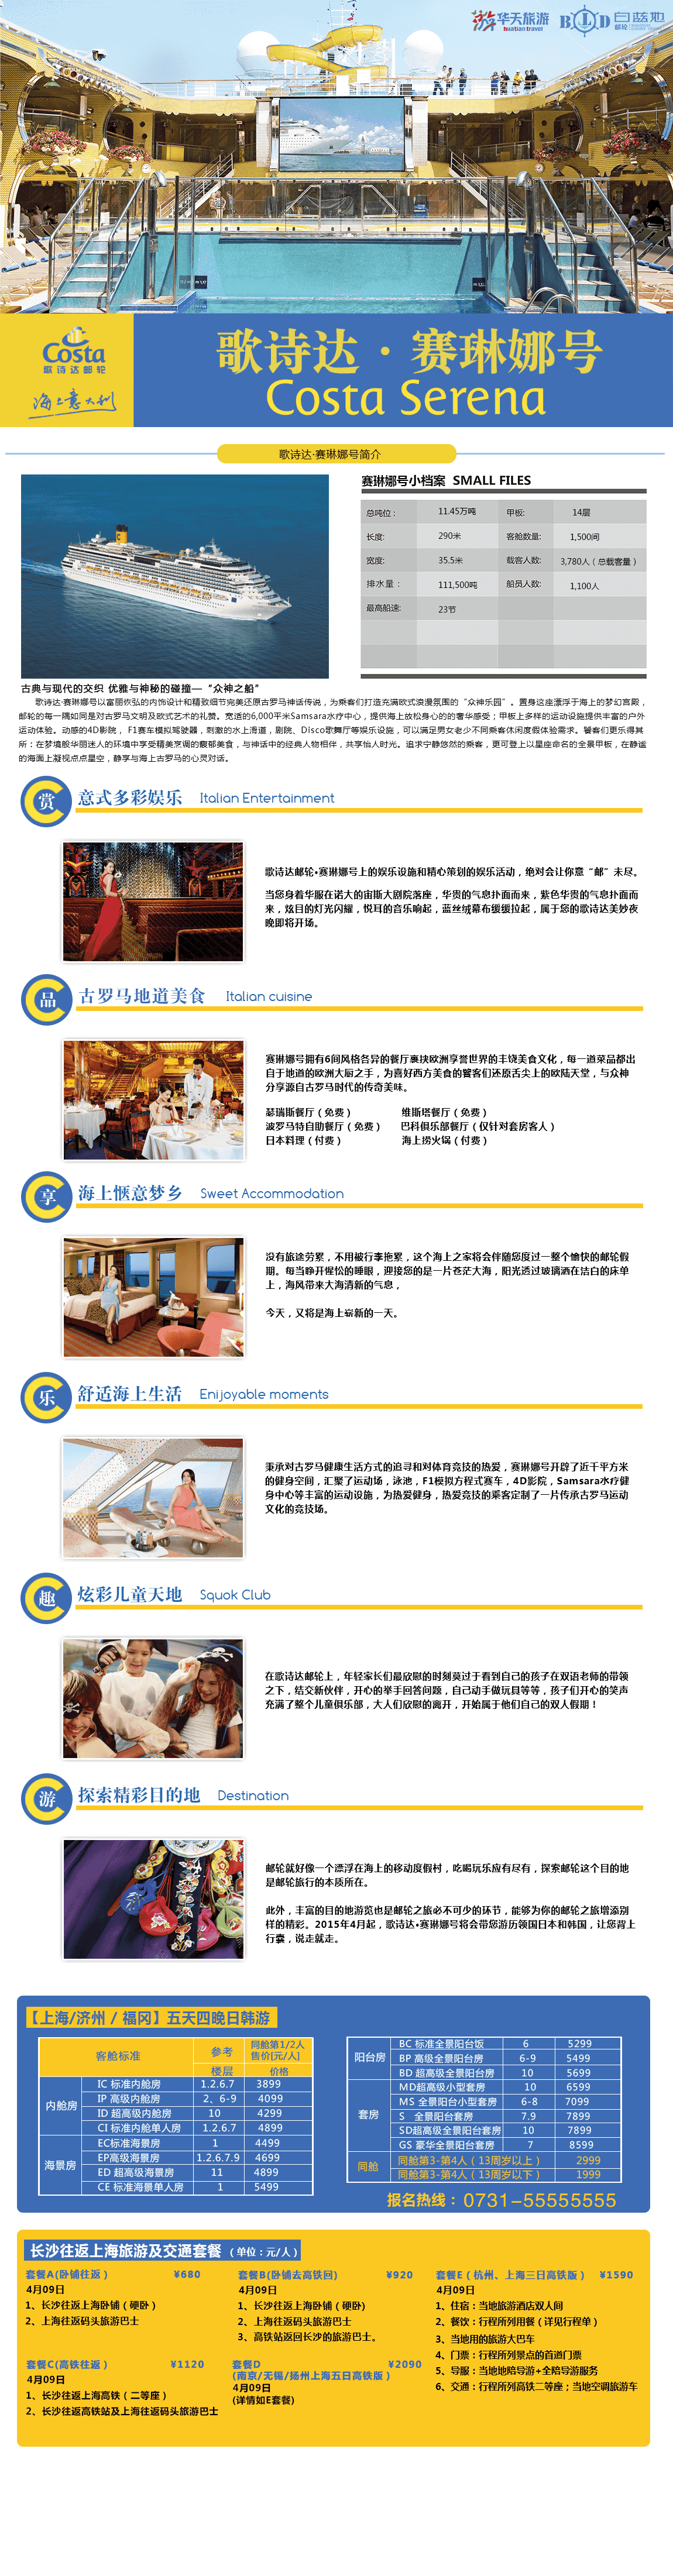 华天旅游
huatian travel
BLD 白蓝地
邮轮
Costa
歌诗达邮轮
海上意大利
歌诗达·赛琳娜号
Costa Serena
歌诗达·赛琳娜号简介
赛琳娜号小档案 SMALL FILES
总吨位： 11.45万吨 甲板: 14层
长度: 290米 客舱数量: 1,500间
宽度: 35.5米 载客人数: 3,780人（总载客量）
排水量： 111,500吨 船员人数: 1,100人
最高船速: 23节
古典与现代的交织 优雅与神秘的碰撞—“众神之船”
歌诗达·赛琳娜号以富丽恢弘的内饰设计和精致细节完美还原古罗马神话传说，为乘客们打造充满欧式浪漫氛围的“众神乐园”。置身这座漂浮于海上的梦幻宫殿，
邮轮的每一隅如同是对古罗马文明及欧式艺术的礼赞。宽适的6,000平米Samsara水疗中心，提供海上放松身心的的奢华感受；甲板上多样的运动设施提供丰富的户外
运动体验。动感的4D影院， F1赛车模拟驾驶器，刺激的水上滑道，剧院、Disco歌舞厅等娱乐设施，可以满足男女老少不同乘客休闲度假体验需求。饕客们更乐得其
所：在梦境般华丽迷人的环境中享受精美烹调的馥郁美食，与神话中的经典人物相伴，共享怡人时光。追求宁静悠然的乘客，更可登上以星座命名的全景甲板，在静谧
的海面上凝视点点星空，静享与海上古罗马的心灵对话。
赏 意式多彩娱乐 Italian Entertainment
歌诗达邮轮•赛琳娜号上的娱乐设施和精心策划的娱乐活动，绝对会让你意“邮”未尽。
当您身着华服在诺大的宙斯大剧院落座，华贵的气息扑面而来，紫色华贵的气息扑面而
来，炫目的灯光闪耀，悦耳的音乐响起，蓝丝绒幕布缓缓拉起，属于您的歌诗达美妙夜
晚即将开场。
品 古罗马地道美食 Italian cuisine
赛琳娜号拥有6间风格各异的餐厅裹挟欧洲享誉世界的丰饶美食文化，每一道菜品都出
自于地道的欧洲大厨之手，为喜好西方美食的饕客们还原舌尖上的欧陆天堂，与众神
分享源自古罗马时代的传奇美味。
瑟瑞斯餐厅（免费） 维斯塔餐厅（免费）
波罗马特自助餐厅（免费） 巴科俱乐部餐厅（仅针对套房客人）
日本料理（付费） 海上捞火锅（付费）
享 海上惬意梦乡 Sweet Accommodation
没有旅途劳累，不用被行李拖累，这个海上之家将会伴随您度过一整个愉快的邮轮假
期。每当睁开惺忪的睡眼，迎接您的是一片苍茫大海，阳光透过玻璃洒在洁白的床单
上，海风带来大海清新的气息，
今天，又将是海上崭新的一天。
乐 舒适海上生活 Enijoyable moments
秉承对古罗马健康生活方式的追寻和对体育竞技的热爱，赛琳娜号开辟了近千平方米
的健身空间，汇聚了运动场，泳池，F1模拟方程式赛车，4D影院，Samsara水疗健
身中心等丰富的运动设施，为热爱健身，热爱竞技的乘客定制了一片传承古罗马运动
文化的竞技场。
趣 炫彩儿童天地 Squok Club
在歌诗达邮轮上，年轻家长们最欣慰的时刻莫过于看到自己的孩子在双语老师的带领
之下，结交新伙伴，开心的举手回答问题，自己动手做玩具等等，孩子们开心的笑声
充满了整个儿童俱乐部，大人们欣慰的离开，开始属于他们自己的双人假期！
游 探索精彩目的地 Destination
邮轮就好像一个漂浮在海上的移动度假村，吃喝玩乐应有尽有，探索邮轮这个目的地
是邮轮旅行的本质所在。
此外，丰富的目的地游览也是邮轮之旅必不可少的环节，能够为你的邮轮之旅增添别
样的精彩。2015年4月起，歌诗达•赛琳娜号将会带您游历领国日本和韩国，让您背上
行囊，说走就走。
【上海/济州 / 福冈】五天四晚日韩游
客舱标准 参考楼层 同舱第1/2人售价[元/人] 价格
内舱房
IC 标准内舱房 1.2.6.7 3899
IP 高级内舱房 2、6-9 4099
ID 超高级内舱房 10 4299
CI 标准内舱单人房 1.2.6.7 4899
海景房
EC标准海景房 1 4499
EP高级海景房 1.2.6.7.9 4699
ED 超高级海景房 11 4899
CE 标准海景单人房 1 5499
阳台房
BC 标准全景阳台饭 6 5299
BP 高级全景阳台房 6-9 5499
BD 超高级全景阳台房 10 5699
套房
MD超高级小型套房 10 6599
MS 全景阳台小型套房 6-8 7099
S 全景阳台套房 7.9 7899
SD超高级全景阳台套房 10 7899
GS 豪华全景阳台套房 7 8599
同舱
同舱第3-第4人（13周岁以上） 2999
同舱第3-第4人（13周岁以下） 1999
报名热线：0731-55555555
长沙往返上海旅游及交通套餐（单位：元/人）
套餐A(卧铺往返） ¥680
4月09日
1、长沙往返上海卧铺（硬卧）
2、上海往返码头旅游巴士
套餐B(卧铺去高铁回) ¥920
4月09日
1、长沙往返上海卧铺（硬卧）
2、上海往返码头旅游巴士
3、高铁站返回长沙的旅游巴士。
套餐E（杭州、上海三日高铁版） ¥1590
4月09日
1、住宿：当地旅游酒店双人间
2、餐饮：行程所列用餐（详见行程单）
3、当地用的旅游大巴车
4、门票：行程所列景点的首道门票
5、导服：当地地陪导游+全陪导游服务
6、交通：行程所列高铁二等座；当地空调旅游车
套餐C(高铁往返） ¥1120
4月09日
1、长沙往返上海高铁（二等座）
2、长沙往返高铁站及上海往返码头旅游巴士
套餐D ¥2090
(南京/无锡/扬州上海五日高铁版）
4月09日
(详情如E套餐)